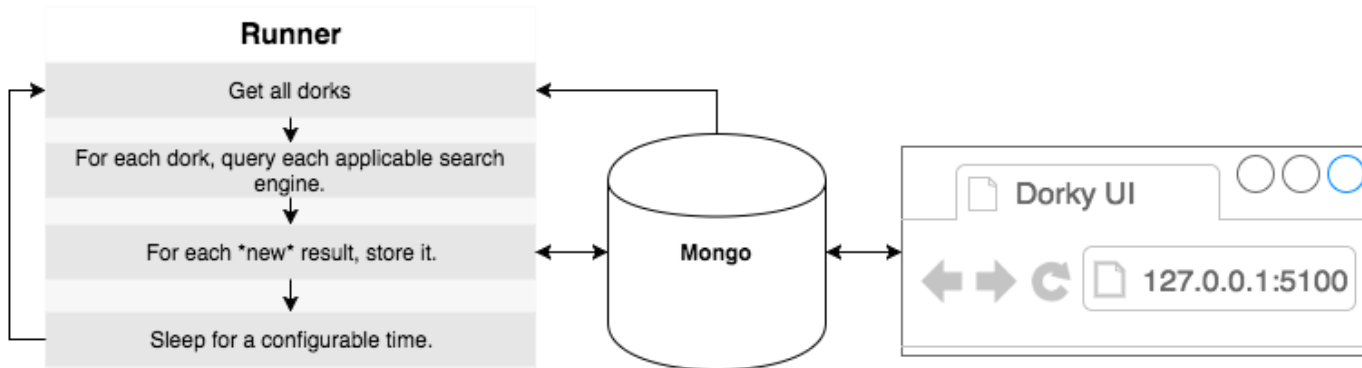 Runner
Get all dorks
For each dork, query each applicable search
engine.
For each *new* result, store it.
Sleep for a configurable time.
Mongo
Dorky UI
127.0.0.1:5100